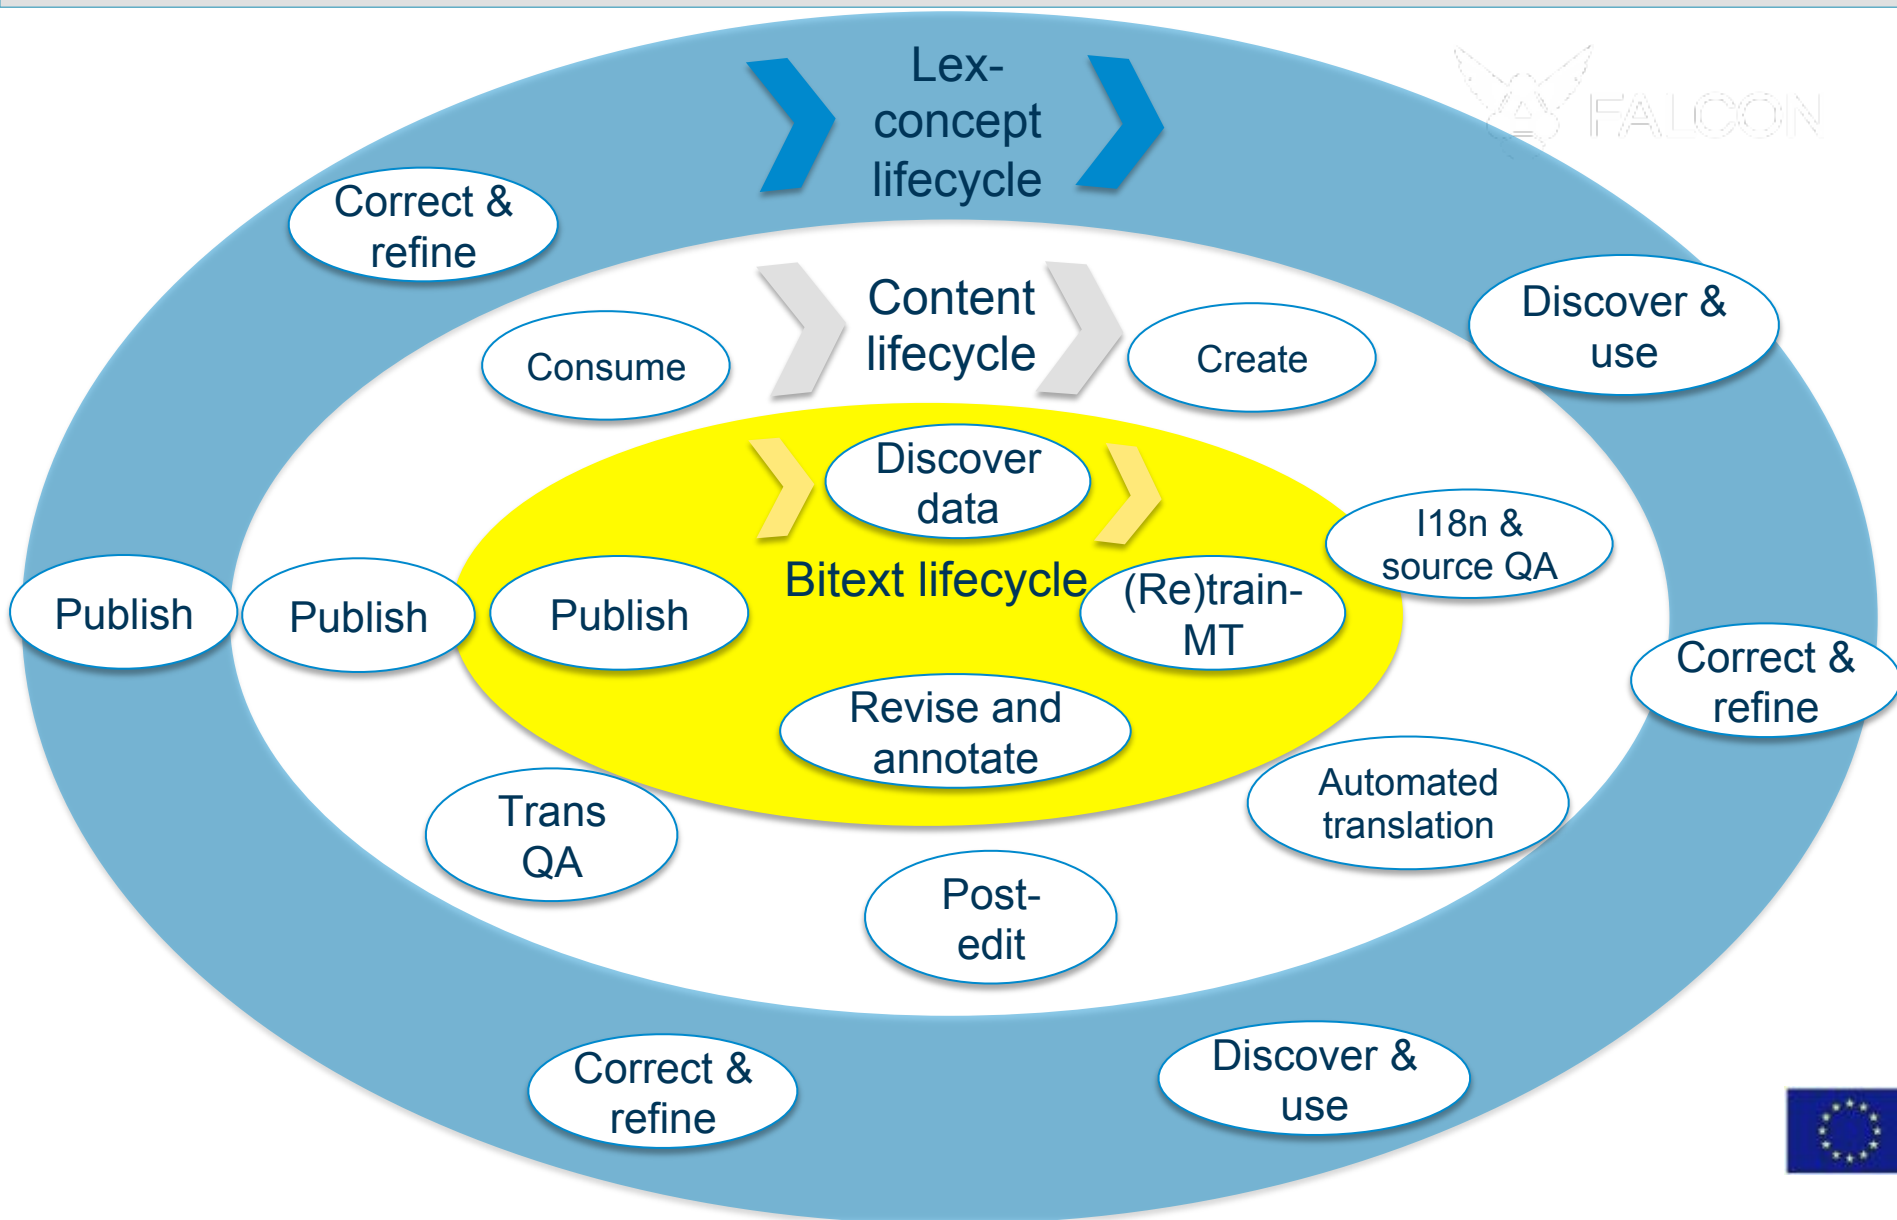 Lex-
concept
lifecycle
FALCON
Correct &
refine
Discover &
use
Content
lifecycle
Consume
Create
Discover
data
I18n &
source QA
Bitext lifecycle
(Re)train-
MT
Publish
Publish
Publish
Correct &
refine
Revise and
annotate
Automated
translation
Trans
QA
Post-
edit
Correct &
refine
Discover &
use